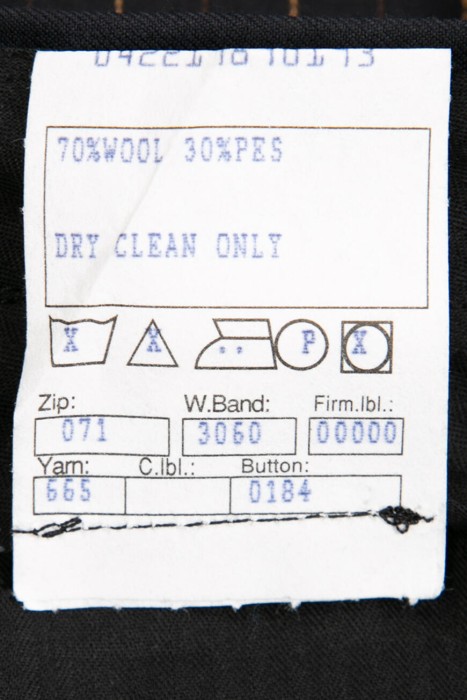 70%WOOL 30%PES
DRY CLEAN ONLY
X X .. P X
Zip: W.Band: Firm.lbl.:
071 3060 00000
Yarn: C.lbl.: Button:
665 0184